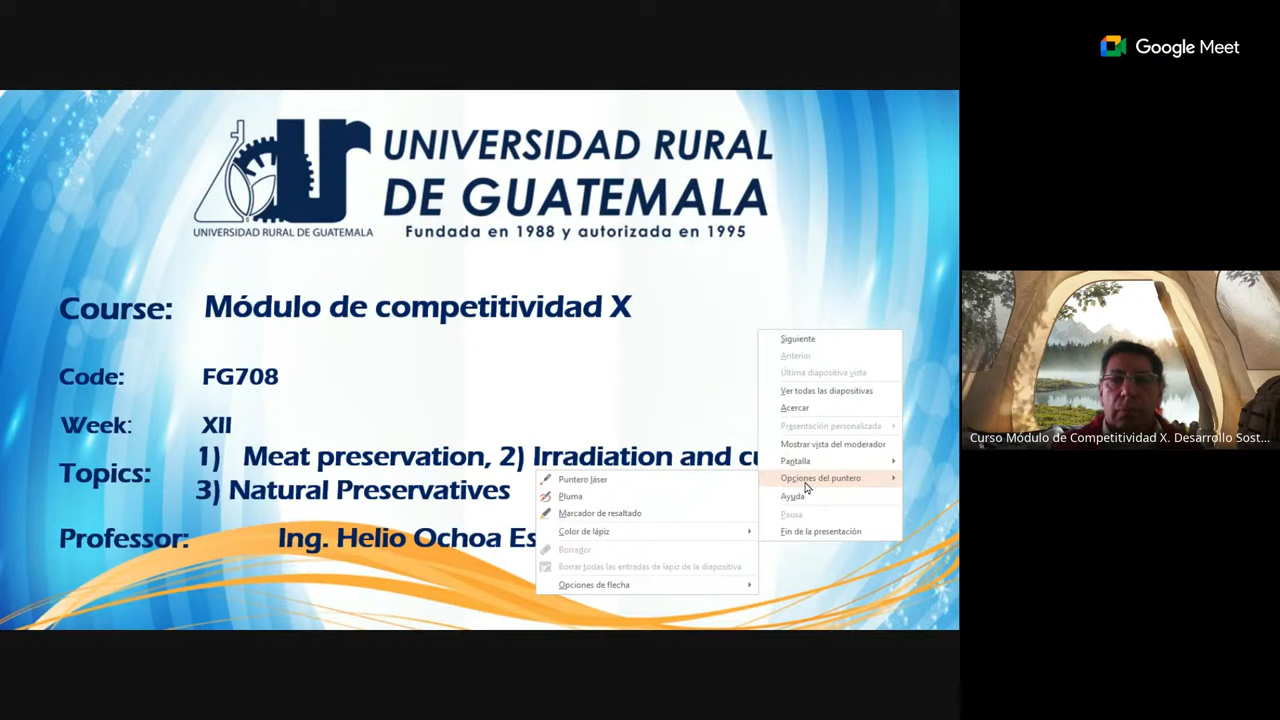 Google Meet
ur
UNIVERSIDAD RURAL DE GUATEMALA
UNIVERSIDAD RURAL
DE GUATEMALA
Fundada en 1988 y autorizada en 1995
Course: Módulo de competitividad X
Code: FG708
Week: XII
Topics: 1) Meat preservation, 2) Irradiation and
3) Natural Preservatives
Professor: Ing. Helio Ochoa
Siguiente
Anterior
Última diapositiva vista
Ver todas las diapositivas
Acercar
Presentación personalizada
Mostrar vista del moderador
Pantalla
Opciones del puntero
Ayuda
Pausa
Fin de la presentación
Puntero láser
Pluma
Marcador de resaltado
Color de lápiz
Borrador
Borrar todas las entradas de lápiz de la diapositiva
Opciones de flecha
Curso Módulo de Competitividad X. Desarrollo Sost...